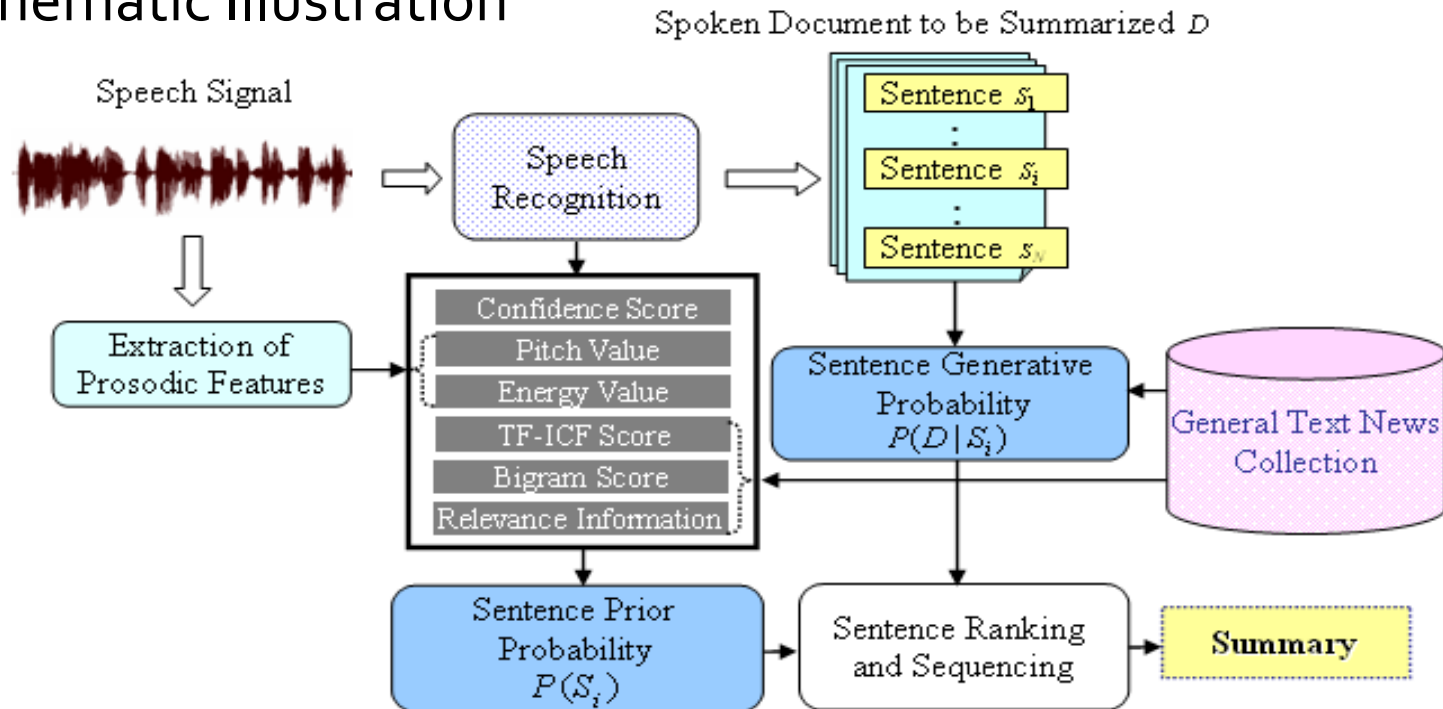 Spoken Document to be Summarized D
Speech Signal
Sentence s1
Speech
Recognition
Sentence si
Sentence sN
Confidence Score
Pitch Value
Energy Value
TF-ICF Score
Bigram Score
Relevance Information
Extraction of
Prosodic Features
Sentence Generative
Probability
P(D|Si)
General Text News
Collection
Sentence Prior
Probability
P(Si)
Sentence Ranking
and Sequencing
Summary